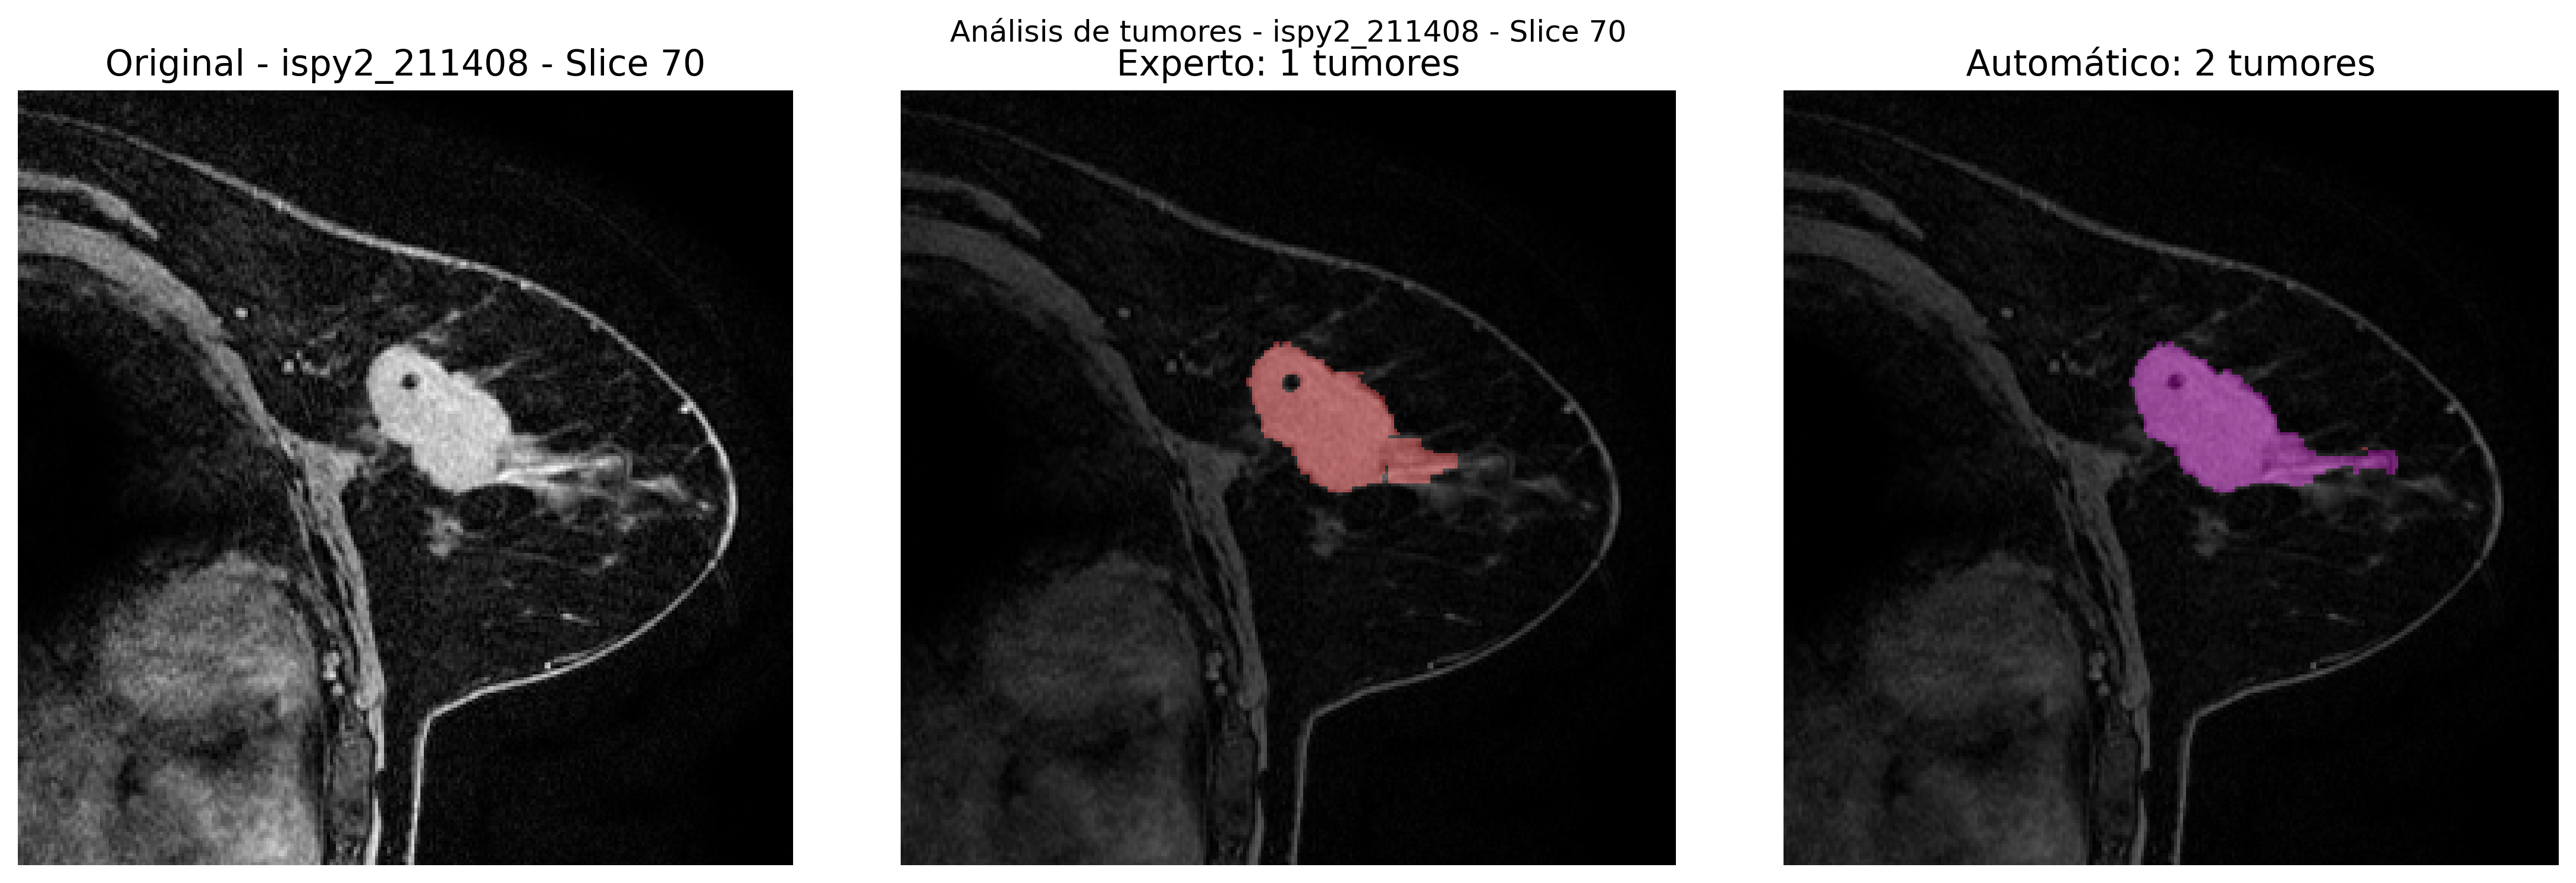 Análisis de tumores - ispy2_211408 - Slice 70
Original - ispy2_211408 - Slice 70
Experto: 1 tumores
Automático: 2 tumores